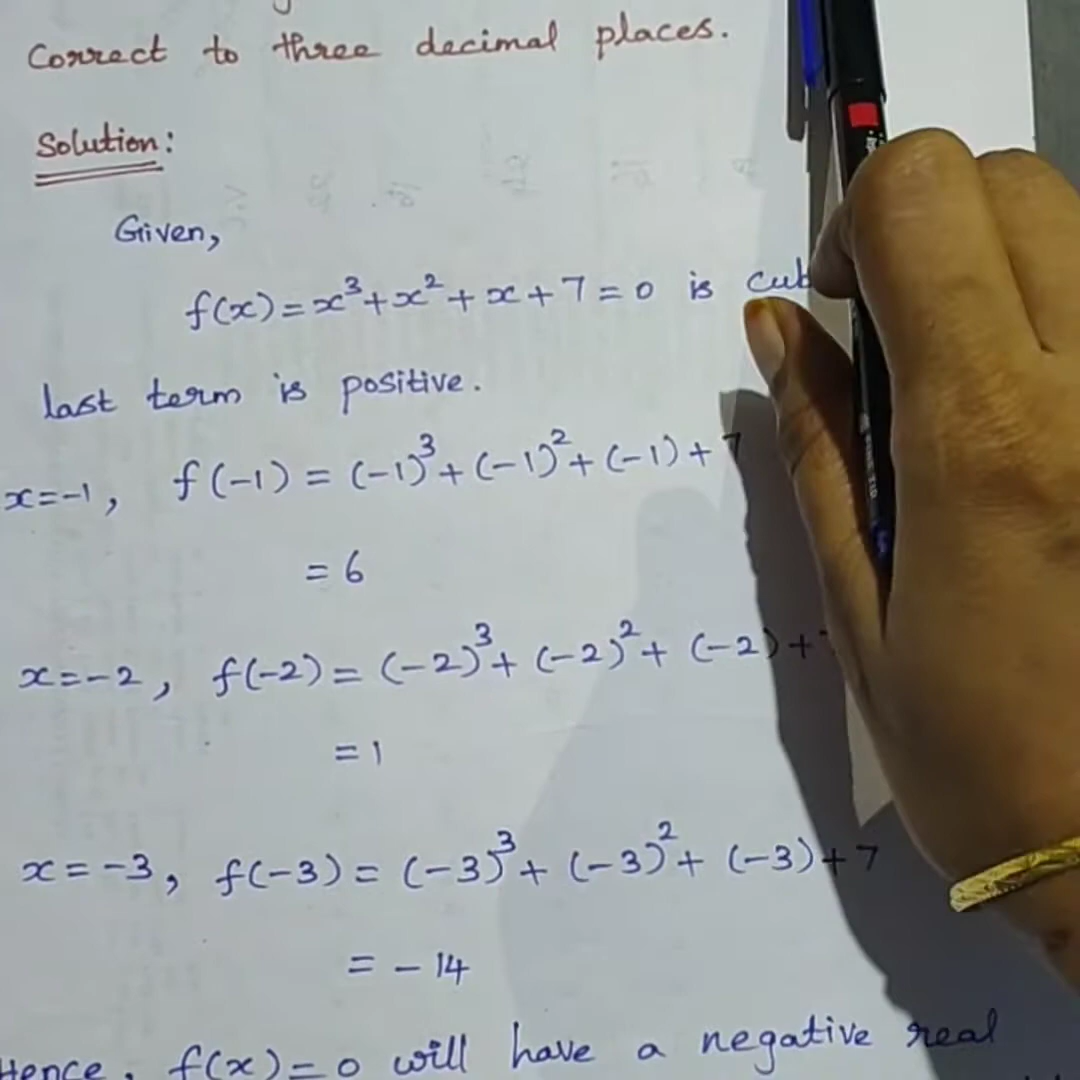 Correct to three decimal places.
Solution:
Given,
f(x) = x³ + x² + x + 7 = 0 is
last term is positive.
x = -1, f(-1) = (-1)³ + (-1)² + (-1) + 7
= 6
x = -2, f(-2) = (-2)³ + (-2)² + (-2) +
= 1
x = -3, f(-3) = (-3)³ + (-3)² + (-3) + 7
= -14
Hence, f(x) = 0 will have a negative real